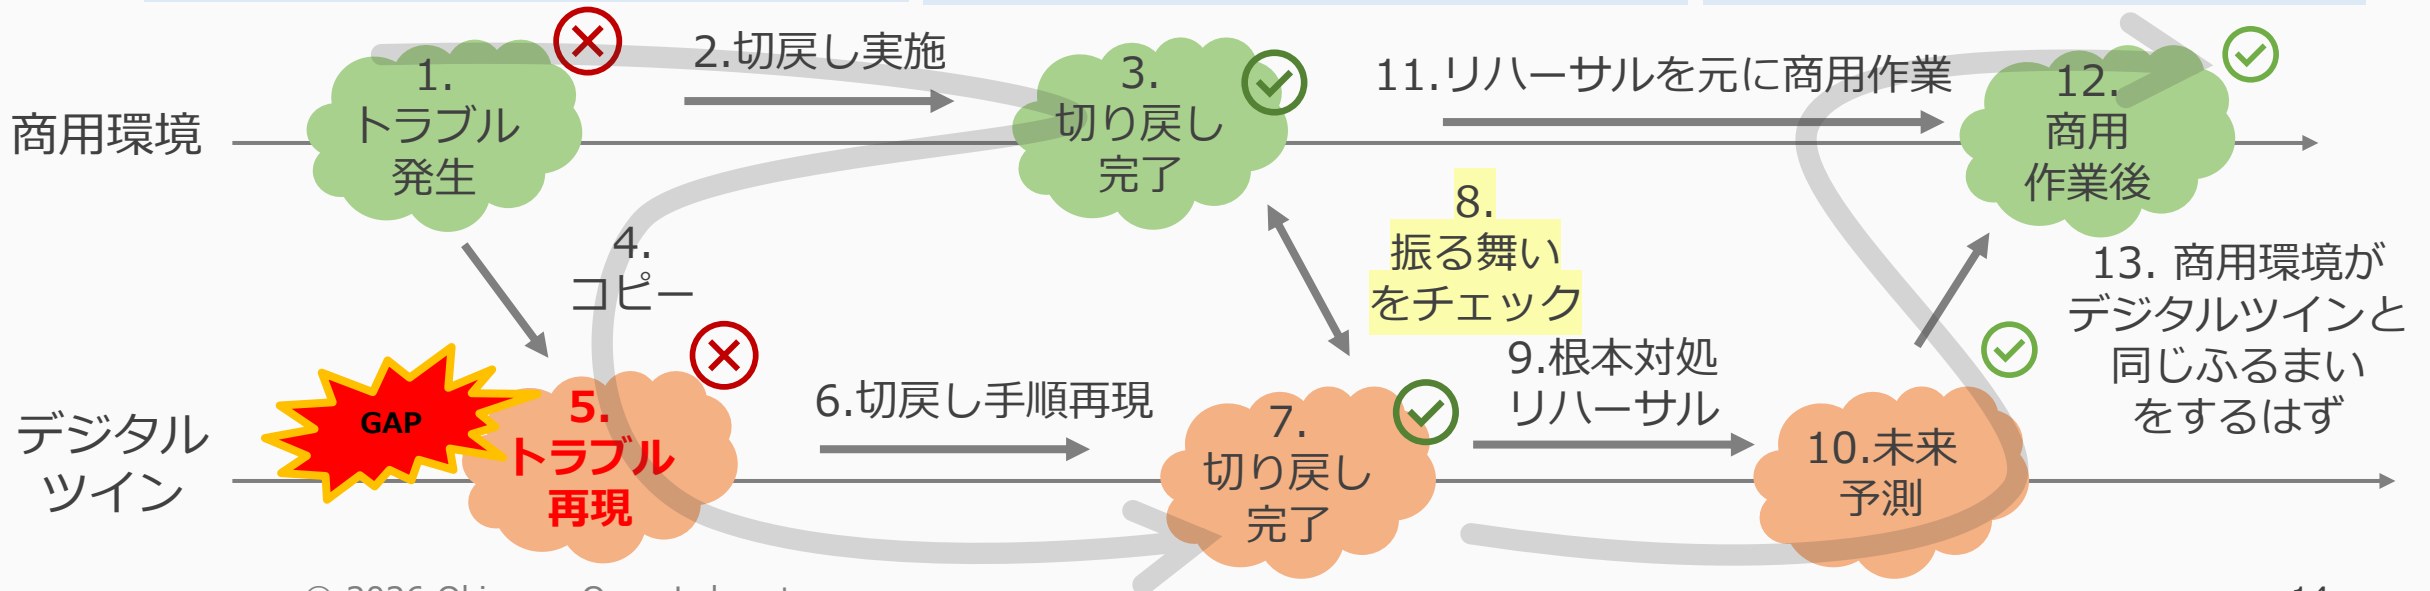 1.
トラブル
発生
2.切戻し実施
3.
切り戻し
完了
11.リハーサルを元に商用作業
12.
商用
作業後
商用環境
4.
コピー
8.
振る舞い
をチェック
13. 商用環境が
デジタルツインと
同じふるまい
をするはず
GAP
5.
トラブル
再現
6.切戻し手順再現
7.
切り戻し
完了
9.根本対処
リハーサル
10.未来
予測
デジタル
ツイン